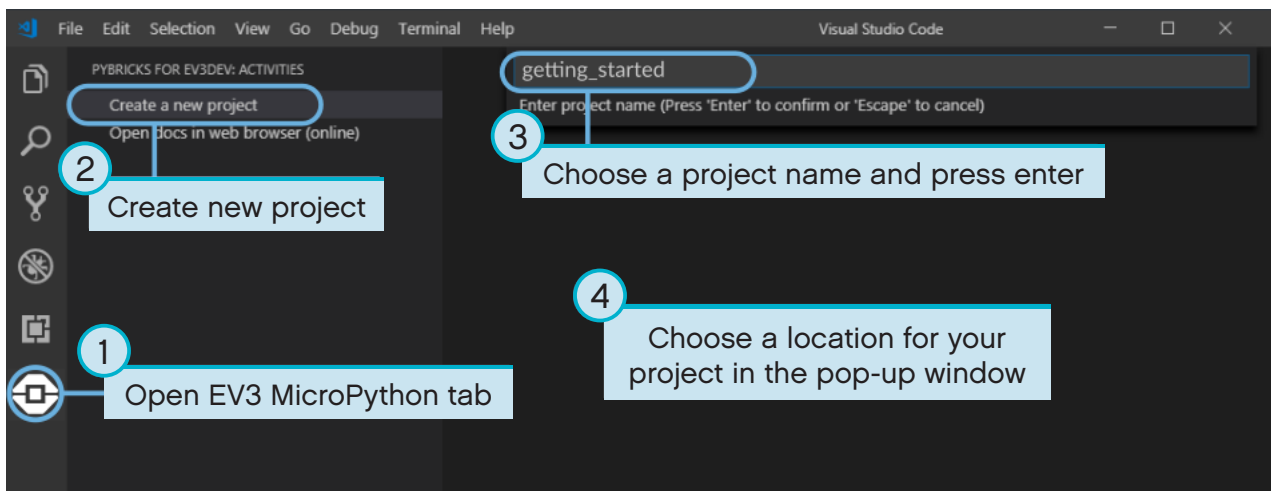 File Edit Selection View Go Debug Terminal Help Visual Studio Code
PYBRICKS FOR EV3DEV: ACTIVITIES
Create a new project
Open docs in web browser (online)
2
Create new project
getting_started
Enter project name (Press 'Enter' to confirm or 'Escape' to cancel)
3
Choose a project name and press enter
4
Choose a location for your
project in the pop-up window
1
Open EV3 MicroPython tab